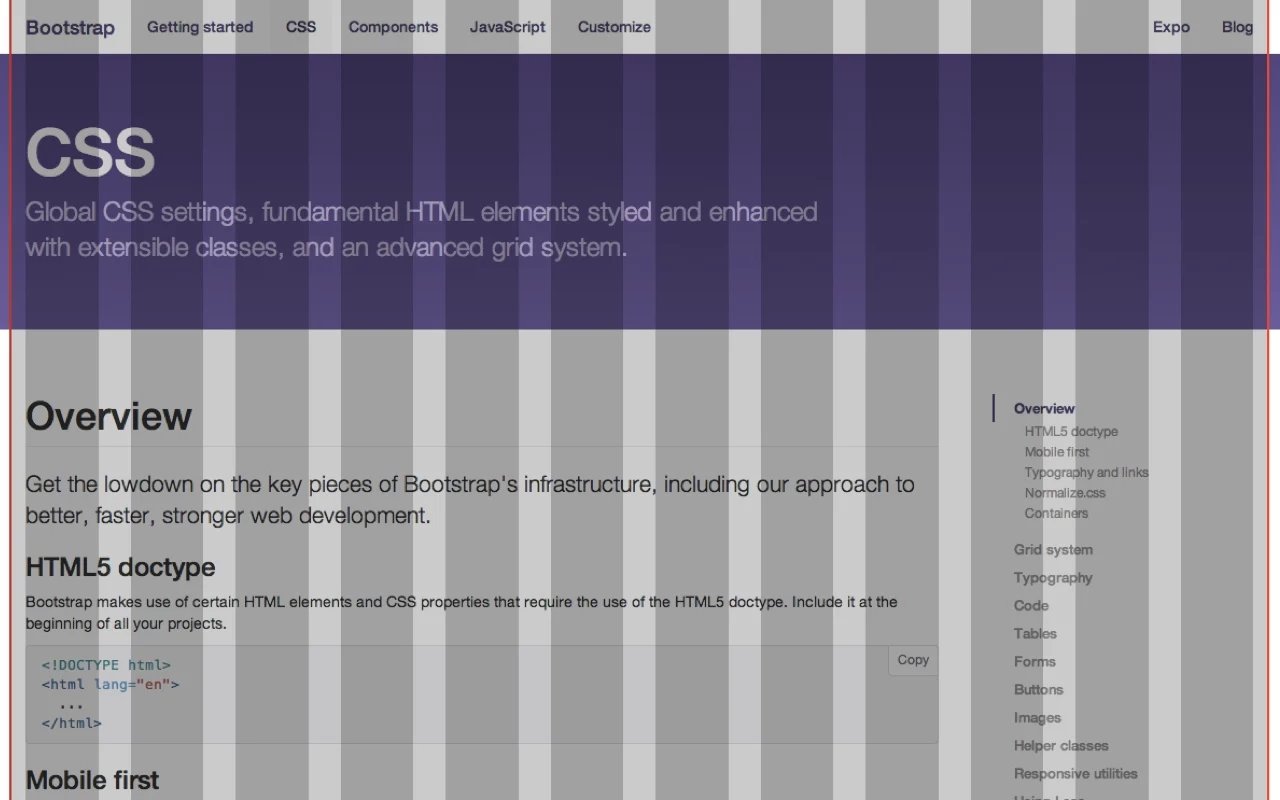 Bootstrap Getting started CSS Components JavaScript Customize Expo Blog
CSS
Global CSS settings, fundamental HTML elements styled and enhanced
with extensible classes, and an advanced grid system.
Overview
Get the lowdown on the key pieces of Bootstrap's infrastructure, including our approach to
better, faster, stronger web development.
HTML5 doctype
Bootstrap makes use of certain HTML elements and CSS properties that require the use of the HTML5 doctype. Include it at the
beginning of all your projects.
Copy
<!DOCTYPE html>
<html lang="en">
...
</html>
Mobile first
Overview
HTML5 doctype
Mobile first
Typography and links
Normalize.css
Containers
Grid system
Typography
Code
Tables
Forms
Buttons
Images
Helper classes
Responsive utilities